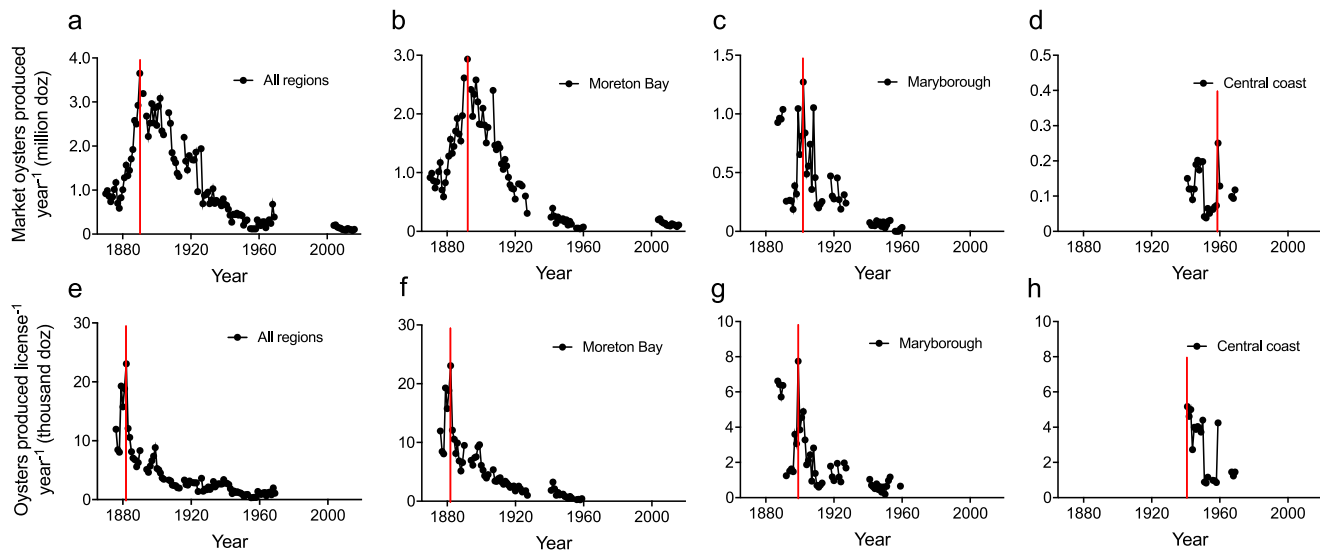 a
b
c
d
Market oysters produced
year-1 (million doz)
4.0
3.0
2.0
1.0
0.0
All regions
1880 1920 1960 2000
Year
3.0
2.0
1.0
0.0
Moreton Bay
1880 1920 1960 2000
Year
1.5
1.0
0.5
0.0
Maryborough
1880 1920 1960 2000
Year
0.5
0.4
0.3
0.2
0.1
0.0
Central coast
1880 1920 1960 2000
Year
e
f
g
h
Oysters produced license-1
year-1 (thousand doz)
30
20
10
0
All regions
1880 1920 1960 2000
Year
30
20
10
0
Moreton Bay
1880 1920 1960 2000
Year
10
8
6
4
2
0
Maryborough
1880 1920 1960 2000
Year
10
8
6
4
2
0
Central coast
1880 1920 1960 2000
Year